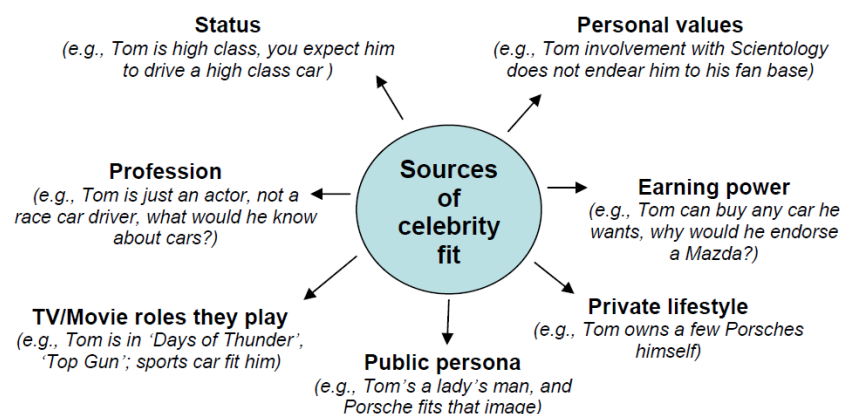 Status
(e.g., Tom is high class, you expect him
to drive a high class car )
Personal values
(e.g., Tom involvement with Scientology
does not endear him to his fan base)
Profession
(e.g., Tom is just an actor, not a
race car driver, what would he know
about cars?)
Sources
of
celebrity
fit
Earning power
(e.g., Tom can buy any car he
wants, why would he endorse
a Mazda?)
TV/Movie roles they play
(e.g., Tom is in ‘Days of Thunder’,
‘Top Gun’; sports car fit him)
Public persona
(e.g., Tom’s a lady’s man, and
Porsche fits that image)
Private lifestyle
(e.g., Tom owns a few Porsches
himself)